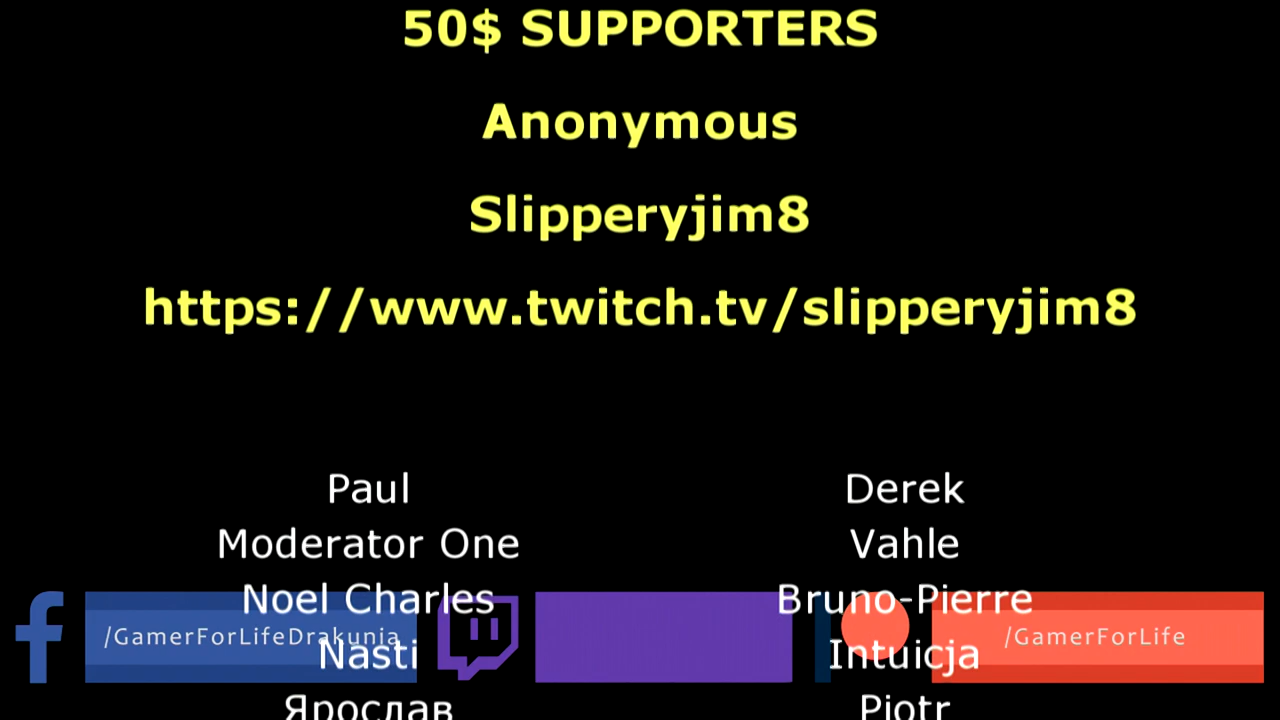 50$ SUPPORTERS
Anonymous
Slipperyjim8
https://www.twitch.tv/slipperyjim8
Paul Derek
Moderator One Vahle
Noel Charles Bruno-Pierre
/GamerForLifeDrakunia /GamerForLife
Nasti Intuicja
Ярослав Piotr